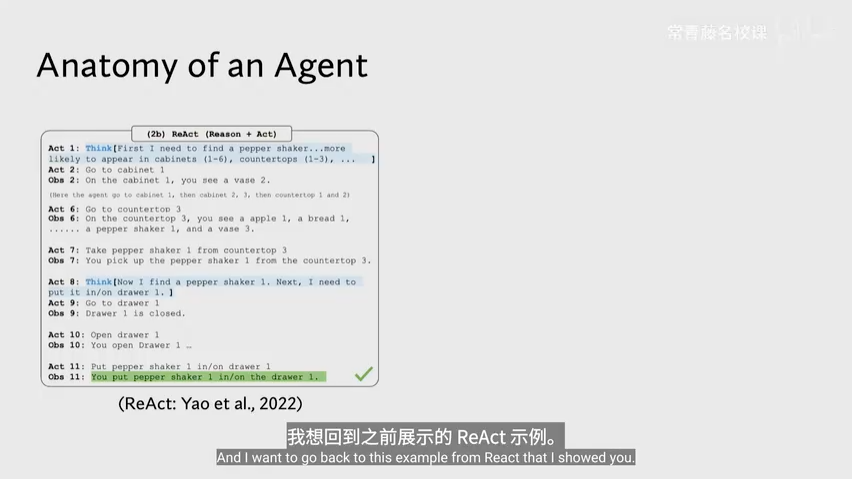 常青藤名校课
Anatomy of an Agent
(2b) ReAct (Reason + Act)
Act 1: Think[First I need to find a pepper shaker...more
likely to appear in cabinets (1-6), countertops (1-3), ... ]
Act 2: Go to cabinet 1
Obs 2: On the cabinet 1, you see a vase 2.
(Here the agent go to cabinet 1, then cabinet 2, 3, then countertop 1 and 2)
Act 6: Go to countertop 3
Obs 6: On the countertop 3, you see a apple 1, a bread 1,
...... a pepper shaker 1, and a vase 3.
Act 7: Take pepper shaker 1 from countertop 3
Obs 7: You pick up the pepper shaker 1 from the countertop 3.
Act 8: Think[Now I find a pepper shaker 1. Next, I need to
put it in/on drawer 1. ]
Act 9: Go to drawer 1
Obs 9: Drawer 1 is closed.
Act 10: Open drawer 1
Obs 10: You open Drawer 1 …
Act 11: Put pepper shaker 1 in/on drawer 1
Obs 11: You put pepper shaker 1 in/on the drawer 1.
(ReAct: Yao et al., 2022)
我想回到之前展示的 ReAct 示例。
And I want to go back to this example from React that I showed you.